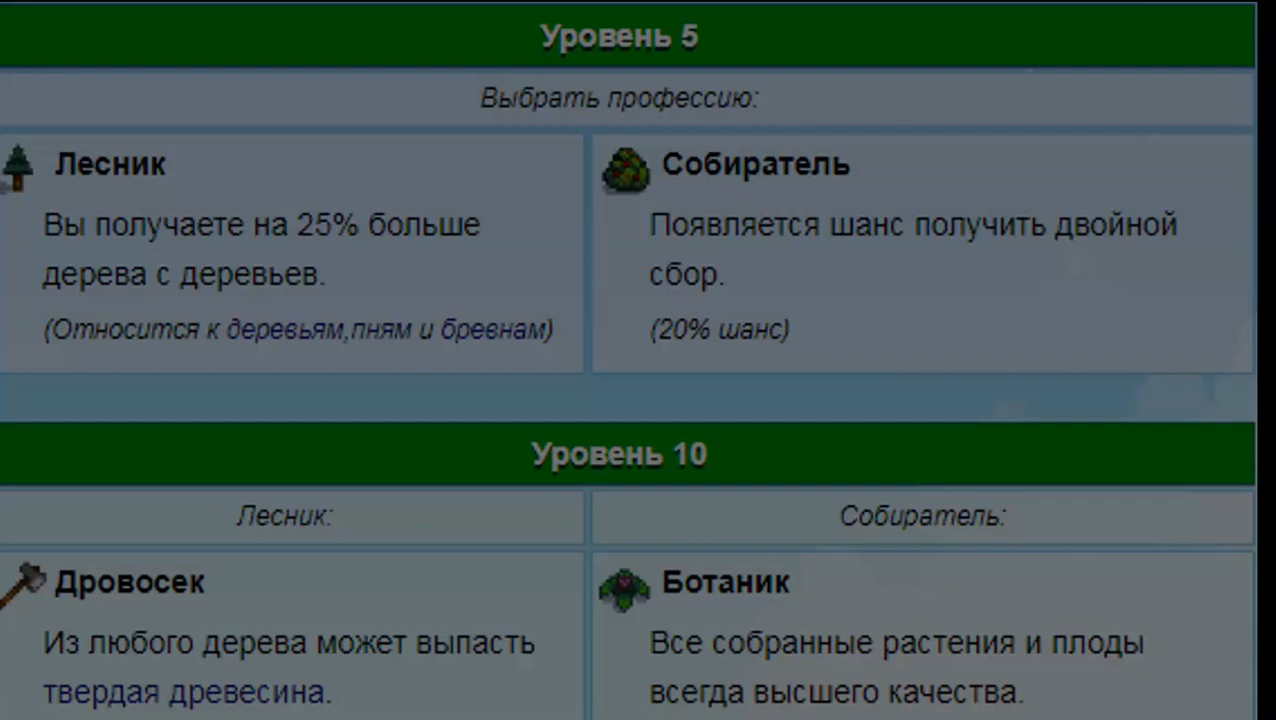 Уровень 5
Выбрать профессию:
Лесник
Вы получаете на 25% больше
дерева с деревьев.
(Относится к деревьям,пням и бревнам)
Собиратель
Появляется шанс получить двойной
сбор.
(20% шанс)
Уровень 10
Лесник:
Собиратель:
Дровосек
Из любого дерева может выпасть
твердая древесина.
Ботаник
Все собранные растения и плоды
всегда высшего качества.